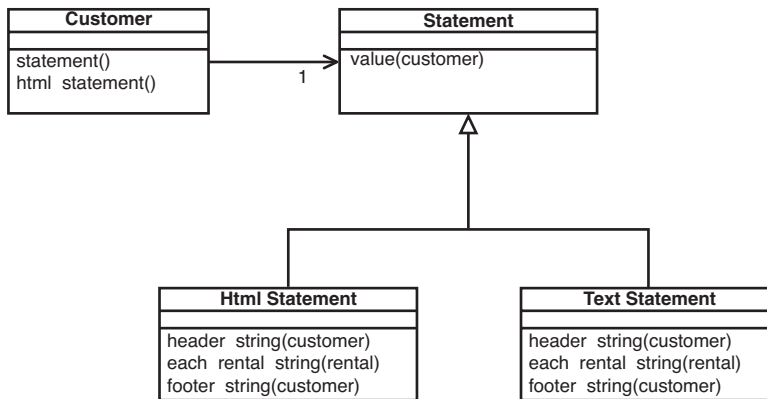 Customer
statement()
html statement()
1
Statement
value(customer)
Html Statement
header string(customer)
each rental string(rental)
footer string(customer)
Text Statement
header string(customer)
each rental string(rental)
footer string(customer)